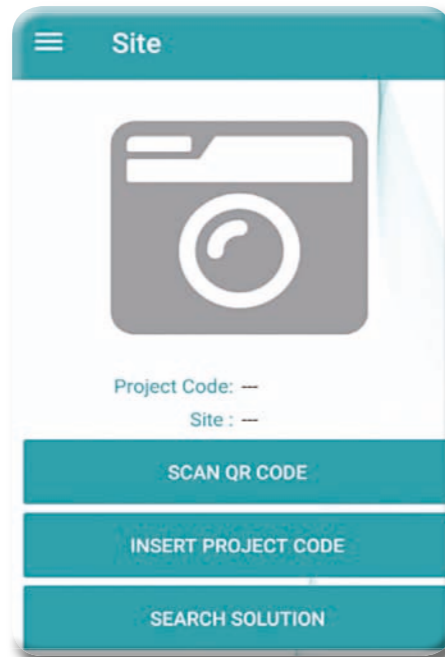 Site
Project Code: ---
Site : ---
SCAN QR CODE
INSERT PROJECT CODE
SEARCH SOLUTION